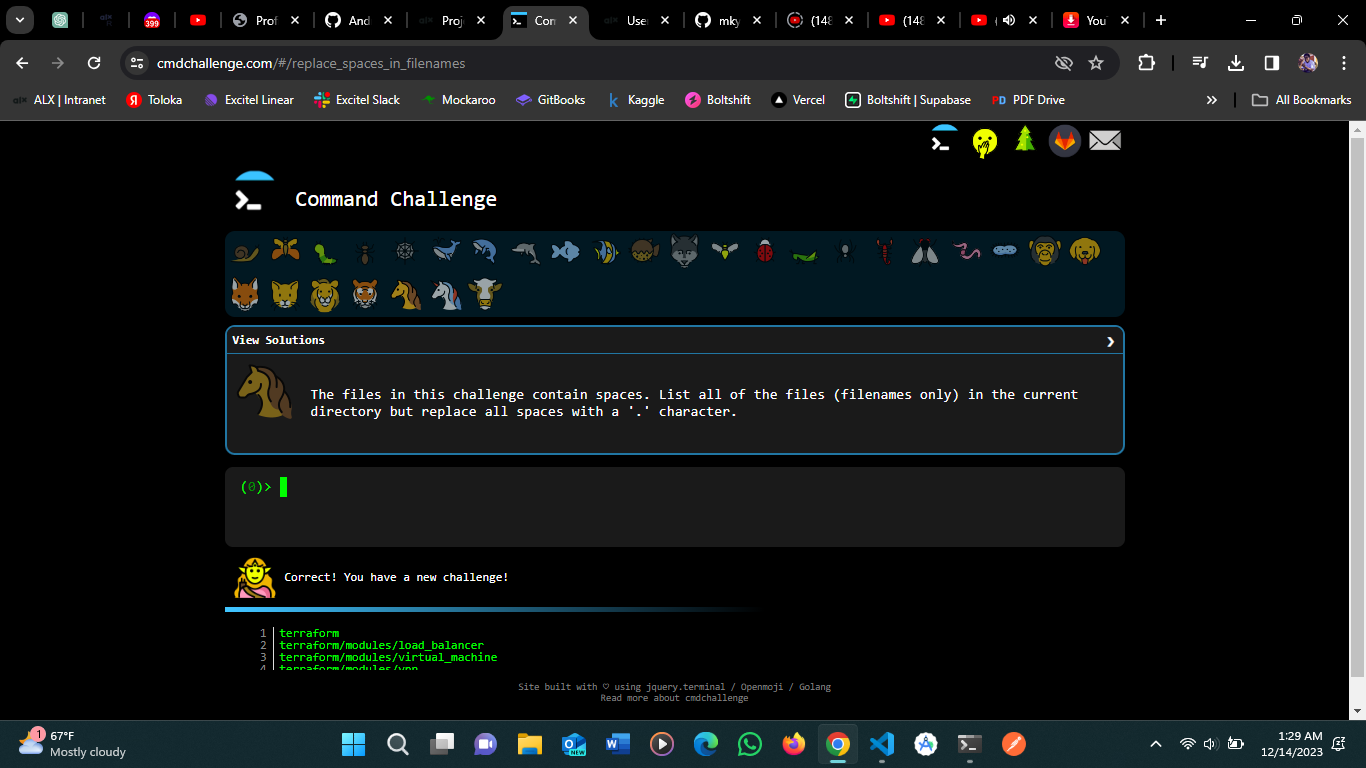 399
Prof
And
Proj
Con
User
mky
(148
(148
(
You
cmdchallenge.com/#/replace_spaces_in_filenames
ALX | Intranet
Toloka
Excitel Linear
Excitel Slack
Mockaroo
GitBooks
Kaggle
Boltshift
Vercel
Boltshift | Supabase
PDF Drive
All Bookmarks
Command Challenge
View Solutions
The files in this challenge contain spaces. List all of the files (filenames only) in the current
directory but replace all spaces with a '.' character.
(0)>
Correct! You have a new challenge!
1 terraform
2 terraform/modules/load_balancer
3 terraform/modules/virtual_machine
4 terraform/modules/vpn
Site built with ♡ using jquery.terminal / Openmoji / Golang
Read more about cmdchallenge
1
67°F
Mostly cloudy
NEW
1:29 AM
12/14/2023